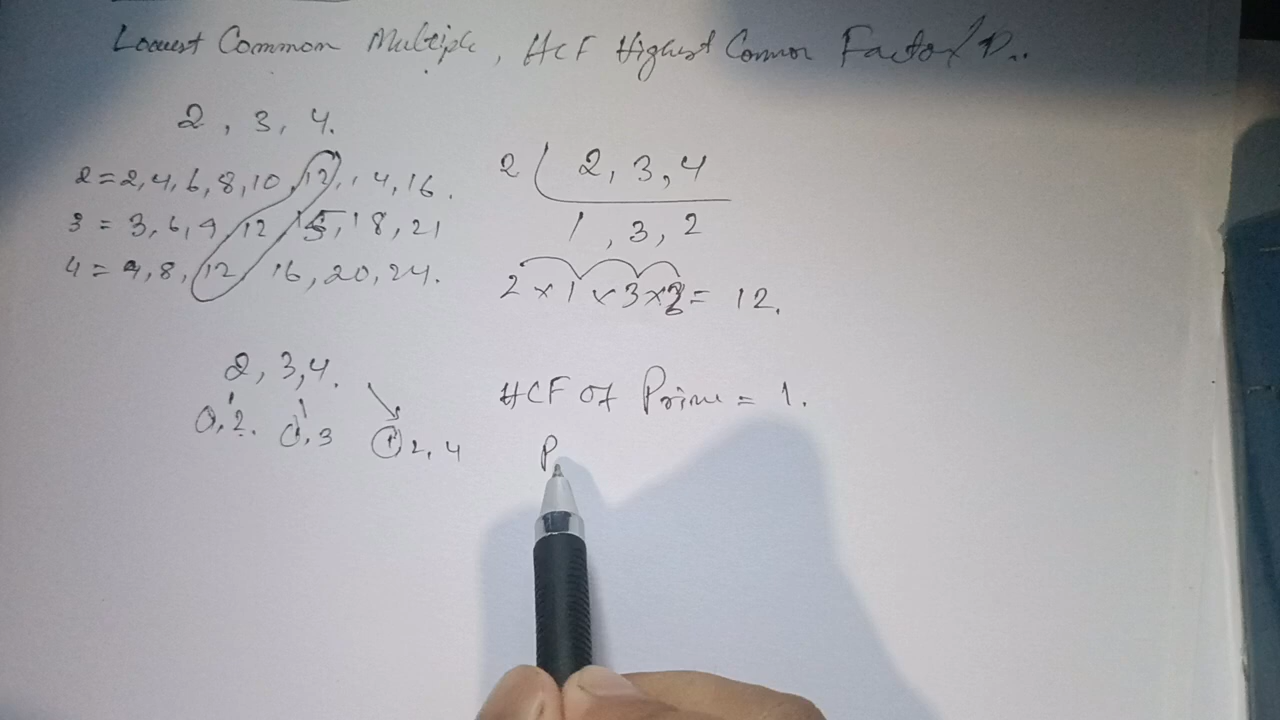 Lowest Common Multiple, HCF Highest Common Factor/D..
2, 3, 4.
2=2,4,6,8,10,12,14,16.
3=3,6,9,12 15,18,21
4=4,8,12 16,20,24.
2 ( 2,3,4
1,3,2
2×1×3×2=12.
2,3,4.
1,2. 1,3 1 2,4
HCF of Prime = 1.
P